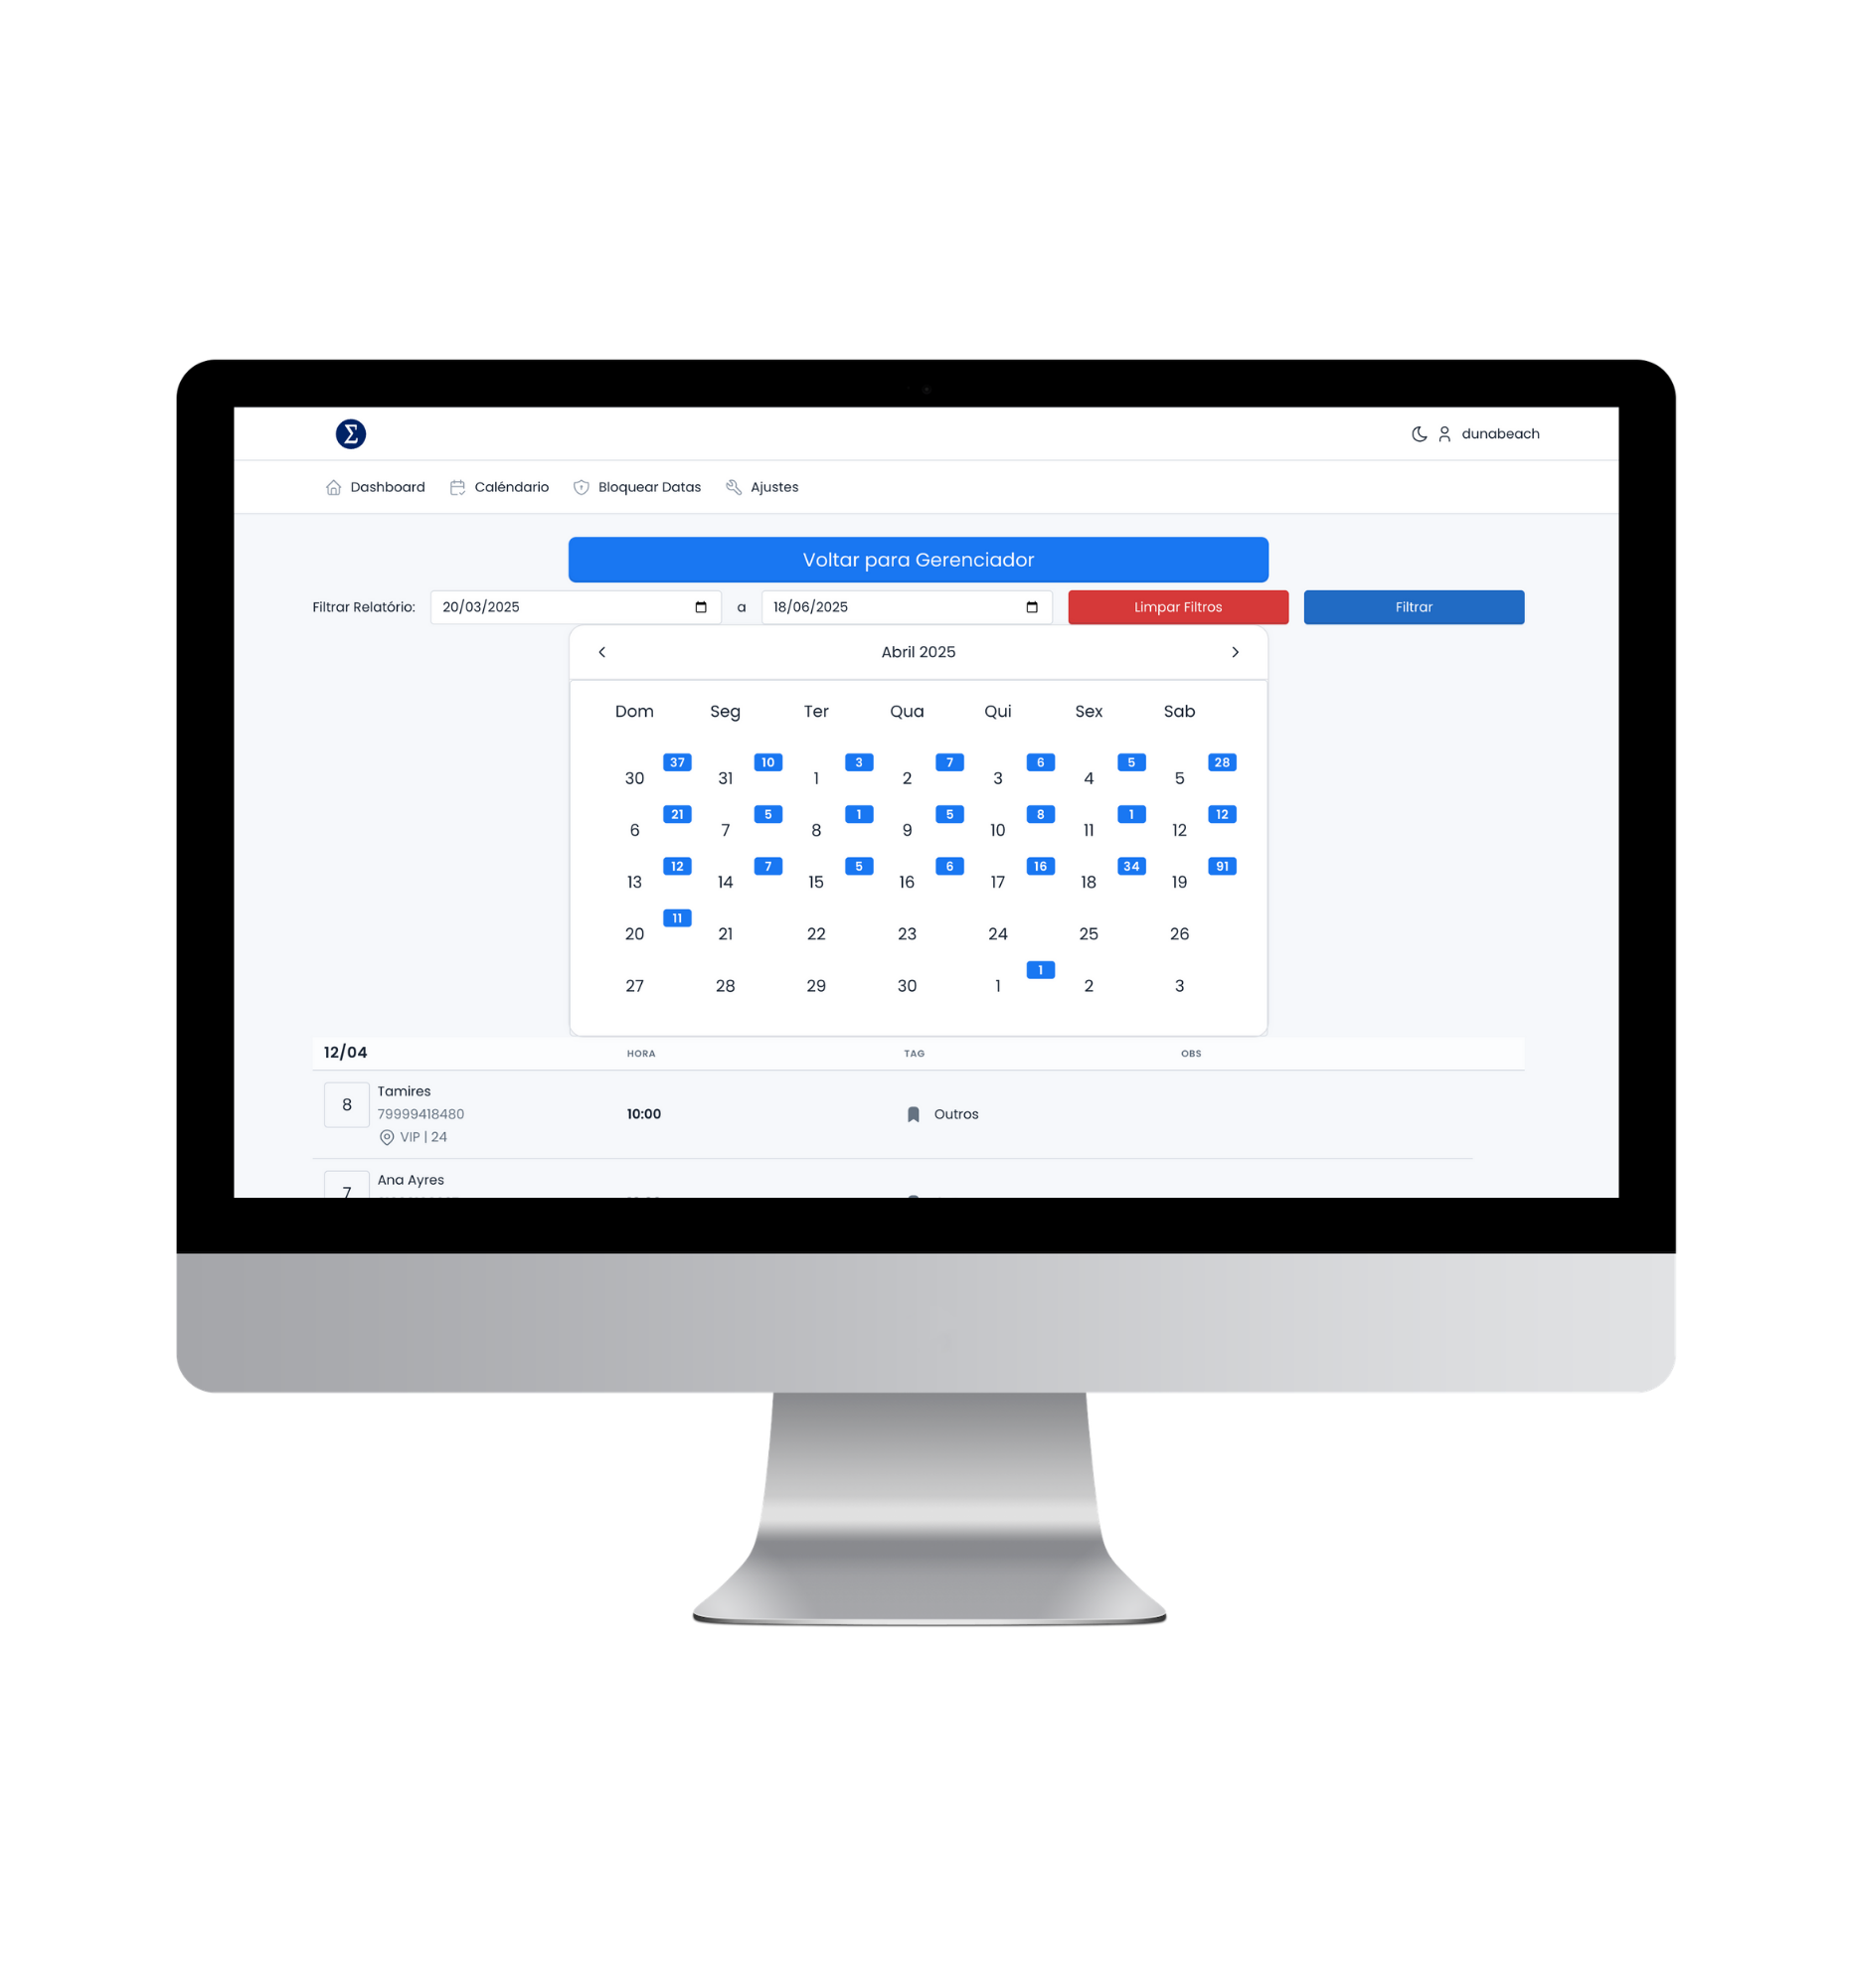 Σ
dunabeach
Dashboard Caléndario Bloquear Datas Ajustes
Voltar para Gerenciador
Filtrar Relatório: 20/03/2025 a 18/06/2025 Limpar Filtros Filtrar
Abril 2025
Dom Seg Ter Qua Qui Sex Sab
37 10 3 7 6 5 28
30 31 1 2 3 4 5
21 5 1 5 8 1 12
6 7 8 9 10 11 12
12 7 5 6 16 34 91
13 14 15 16 17 18 19
11
20 21 22 23 24 25 26
1
27 28 29 30 1 2 3
12/04 HORA TAG OBS
8 Tamires
79999418480 10:00 Outros
VIP | 24
7 Ana Ayres